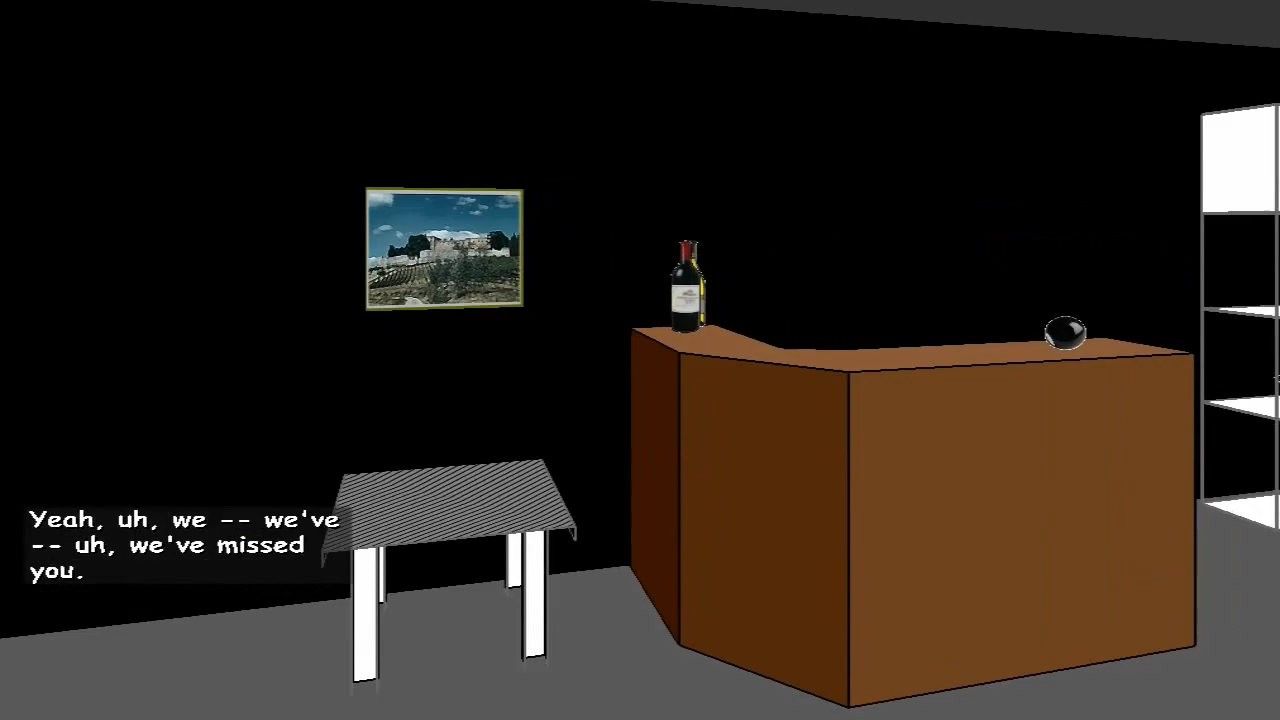 Yeah, uh, we -- we've
-- uh, we've missed
you.